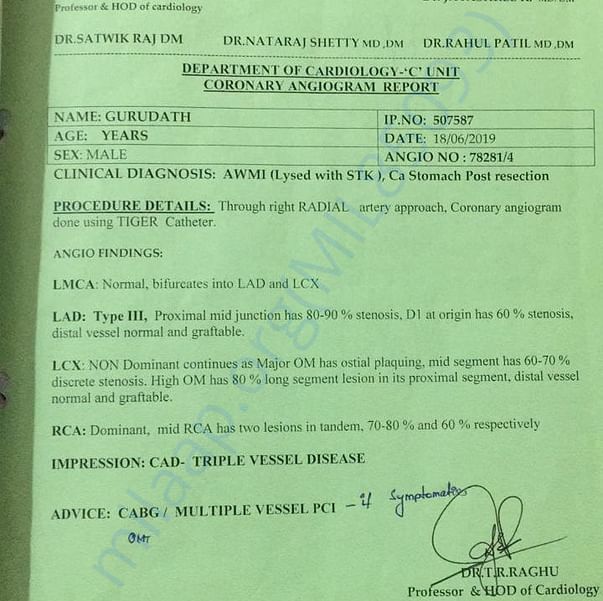 Professor & HOD of cardiology
DR.SATWIK RAJ DM DR.NATARAJ SHETTY MD ,DM DR.RAHUL PATIL MD ,DM
DEPARTMENT OF CARDIOLOGY-‘C’ UNIT
CORONARY ANGIOGRAM REPORT
NAME: GURUDATH IP.NO: 507587
AGE: YEARS DATE: 18/06/2019
SEX: MALE ANGIO NO : 78281/4
CLINICAL DIAGNOSIS: AWMI (Lysed with STK ), Ca Stomach Post resection
PROCEDURE DETAILS: Through right RADIAL artery approach, Coronary angiogram
done using TIGER Catheter.
ANGIO FINDINGS:
LMCA: Normal, bifurcates into LAD and LCX
LAD: Type III, Proximal mid junction has 80-90 % stenosis, D1 at origin has 60 % stenosis,
distal vessel normal and graftable.
LCX: NON Dominant continues as Major OM has ostial plaquing, mid segment has 60-70 %
discrete stenosis. High OM has 80 % long segment lesion in its proximal segment, distal vessel
normal and graftable.
RCA: Dominant, mid RCA has two lesions in tandem, 70-80 % and 60 % respectively
IMPRESSION: CAD- TRIPLE VESSEL DISEASE
ADVICE: CABG / MULTIPLE VESSEL PCI – if Symptomatic
OMT
DR.T.R.RAGHU
Professor & HOD of Cardiology